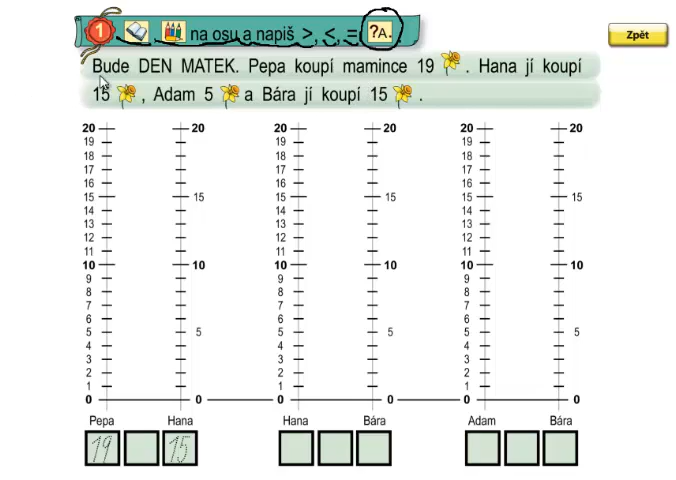 1 na osu a napiš >, <, = ?A.
Zpět
Bude DEN MATEK. Pepa koupí mamince 19 . Hana jí koupí
15 , Adam 5 a Bára jí koupí 15 .
20 20 20 20 20 20
19 19 19
18 18 18
17 17 17
16 16 16
15 15 15 15 15 15
14 14 14
13 13 13
12 12 12
11 11 11
10 10 10 10 10 10
9 9 9
8 8 8
7 7 7
6 6 6
5 5 5 5 5 5
4 4 4
3 3 3
2 2 2
1 1 1
0 0 0 0 0 0
Pepa Hana Hana Bára Adam Bára
19 15